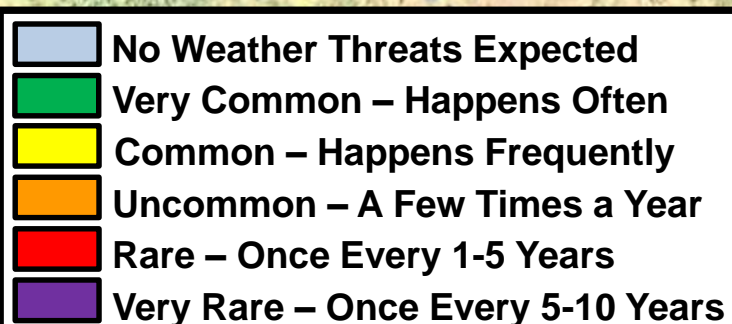 No Weather Threats Expected
Very Common – Happens Often
Common – Happens Frequently
Uncommon – A Few Times a Year
Rare – Once Every 1-5 Years
Very Rare – Once Every 5-10 Years